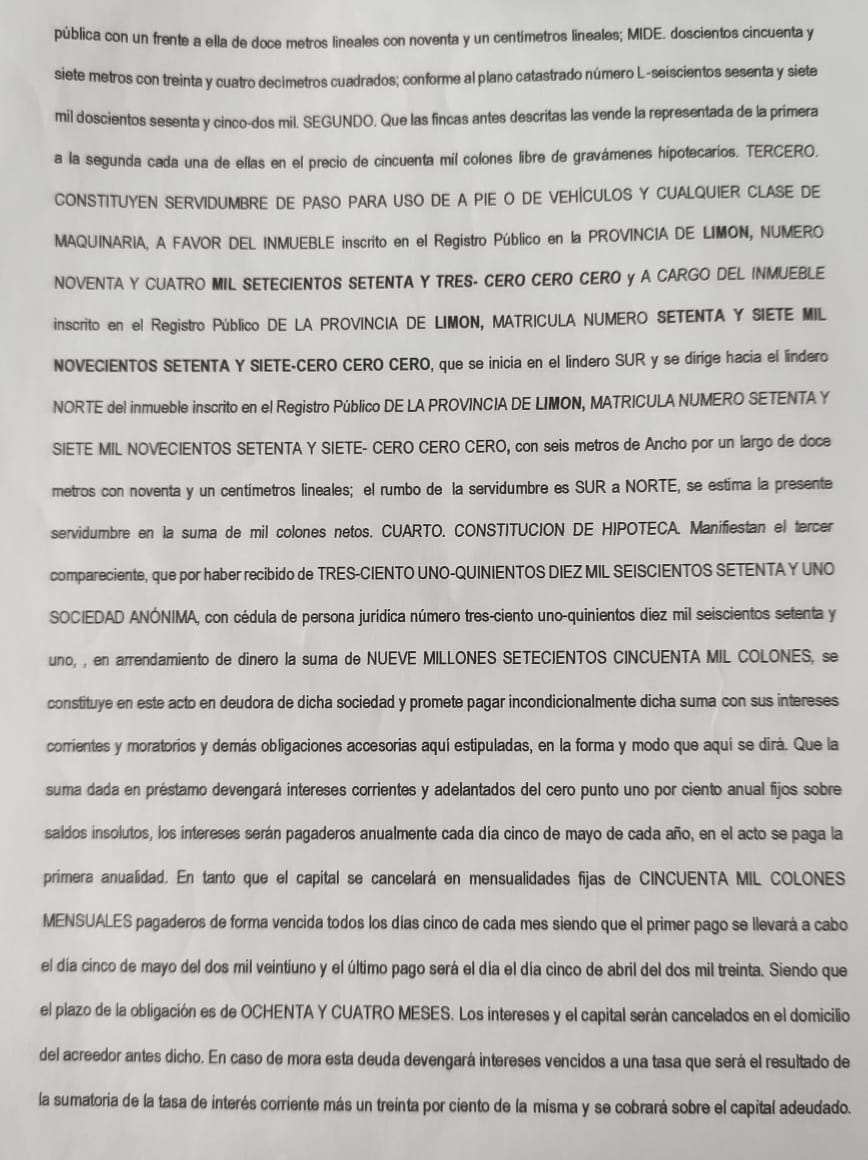 pública con un frente a ella de doce metros lineales con noventa y un centímetros lineales; MIDE. doscientos cincuenta y
siete metros con treinta y cuatro decímetros cuadrados; conforme al plano catastrado número L-seiscientos sesenta y siete
mil doscientos sesenta y cinco-dos mil. SEGUNDO. Que las fincas antes descritas las vende la representada de la primera
a la segunda cada una de ellas en el precio de cincuenta mil colones libre de gravámenes hipotecarios. TERCERO.
CONSTITUYEN SERVIDUMBRE DE PASO PARA USO DE A PIE O DE VEHÍCULOS Y CUALQUIER CLASE DE
MAQUINARIA, A FAVOR DEL INMUEBLE inscrito en el Registro Público en la PROVINCIA DE LIMON, NUMERO
NOVENTA Y CUATRO MIL SETECIENTOS SETENTA Y TRES- CERO CERO CERO y A CARGO DEL INMUEBLE
inscrito en el Registro Público DE LA PROVINCIA DE LIMON, MATRICULA NUMERO SETENTA Y SIETE MIL
NOVECIENTOS SETENTA Y SIETE-CERO CERO CERO, que se inicia en el lindero SUR y se dirige hacia el lindero
NORTE del inmueble inscrito en el Registro Público DE LA PROVINCIA DE LIMON, MATRICULA NUMERO SETENTA Y
SIETE MIL NOVECIENTOS SETENTA Y SIETE- CERO CERO CERO, con seis metros de Ancho por un largo de doce
metros con noventa y un centímetros lineales; el rumbo de la servidumbre es SUR a NORTE, se estima la presente
servidumbre en la suma de mil colones netos. CUARTO. CONSTITUCION DE HIPOTECA. Manifiestan el tercer
compareciente, que por haber recibido de TRES-CIENTO UNO-QUINIENTOS DIEZ MIL SEISCIENTOS SETENTA Y UNO
SOCIEDAD ANÓNIMA, con cédula de persona jurídica número tres-ciento uno-quinientos diez mil seiscientos setenta y
uno, , en arrendamiento de dinero la suma de NUEVE MILLONES SETECIENTOS CINCUENTA MIL COLONES, se
constituye en este acto en deudora de dicha sociedad y promete pagar incondicionalmente dicha suma con sus intereses
corrientes y moratorios y demás obligaciones accesorias aquí estipuladas, en la forma y modo que aquí se dirá. Que la
suma dada en préstamo devengará intereses corrientes y adelantados del cero punto uno por ciento anual fijos sobre
saldos insolutos, los intereses serán pagaderos anualmente cada día cinco de mayo de cada año, en el acto se paga la
primera anualidad. En tanto que el capital se cancelará en mensualidades fijas de CINCUENTA MIL COLONES
MENSUALES pagaderos de forma vencida todos los días cinco de cada mes siendo que el primer pago se llevará a cabo
el día cinco de mayo del dos mil veintiuno y el último pago será el día el día cinco de abril del dos mil treinta. Siendo que
el plazo de la obligación es de OCHENTA Y CUATRO MESES. Los intereses y el capital serán cancelados en el domicilio
del acreedor antes dicho. En caso de mora esta deuda devengará intereses vencidos a una tasa que será el resultado de
la sumatoria de la tasa de interés corriente más un treinta por ciento de la misma y se cobrará sobre el capital adeudado.